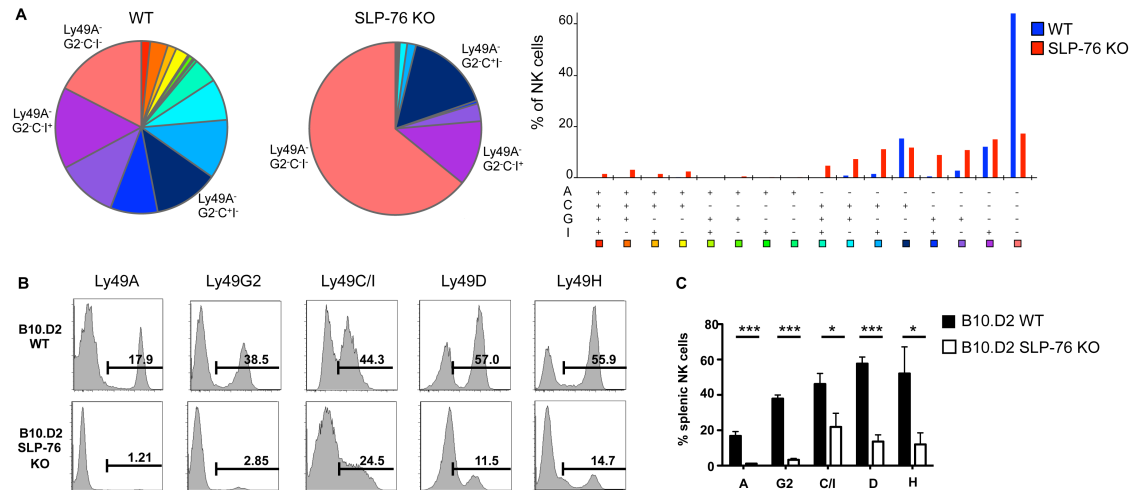 A
WT
SLP-76 KO
Ly49A-
G2-C-I-
Ly49A-
G2-C-I+
Ly49A-
G2-C+I-
Ly49A-
G2-C+I-
Ly49A-
G2-C-I-
Ly49A-
G2-C-I+
% of NK cells
60
40
20
0
WT
SLP-76 KO
A + + + + + + + + - - - - - - - -
C + + + + - - - - + + + + - - - -
G + + - - + + - - + + - - + + - -
I + - + - + - + - + - + - + - + -
B
Ly49A Ly49G2 Ly49C/I Ly49D Ly49H
B10.D2
WT
17.9 38.5 44.3 57.0 55.9
B10.D2
SLP-76
KO
1.21 2.85 24.5 11.5 14.7
C
B10.D2 WT
B10.D2 SLP-76 KO
% splenic NK cells
80
60
40
20
0
*** *** * *** *
A G2 C/I D H